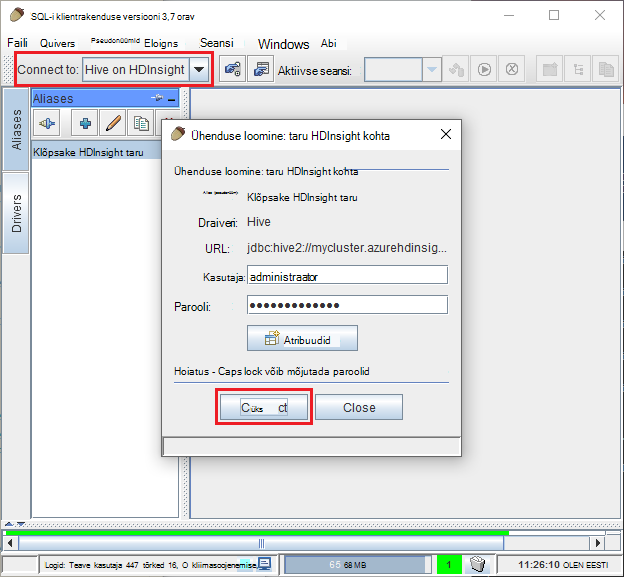 SQL-i klientrakenduse versiooni 3,7 orav
Faili Quivers Pseudonüümid Eloigns Seansi Windows Abi
Connect to: Hive on HDInsight Aktiivse seansi:
Aliases
Aliases
Drivers
Klõpsake HDInsight taru
Ühenduse loomine: taru HDInsight kohta
Ühenduse loomine: taru HDInsight kohta
Klõpsake HDInsight taru
Draiveri: Hive
URL: jdbc:hive2://mycluster.azurehdinsig...
Kasutaja: administraator
Parooli: •••••••••••••
Atribuudid
Hoiatus - Caps lock võib mõjutada paroolid
Cüks ct Close
Logid: Teave kasutaja 447 tõrked 16, O kliimasoojenemise, 65 68 MB 1 11:26:10 OLEN EESTI